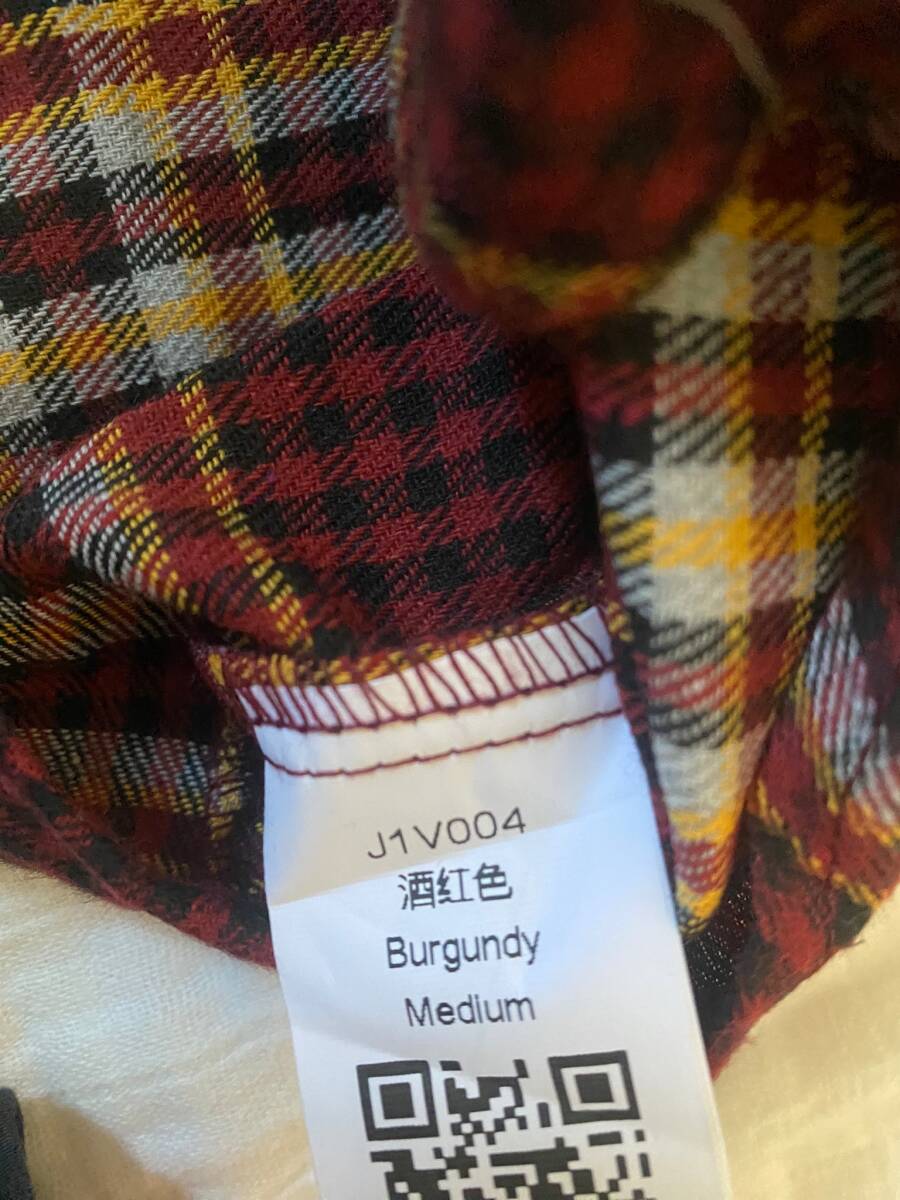 J1V004
酒红色
Burgundy
Medium